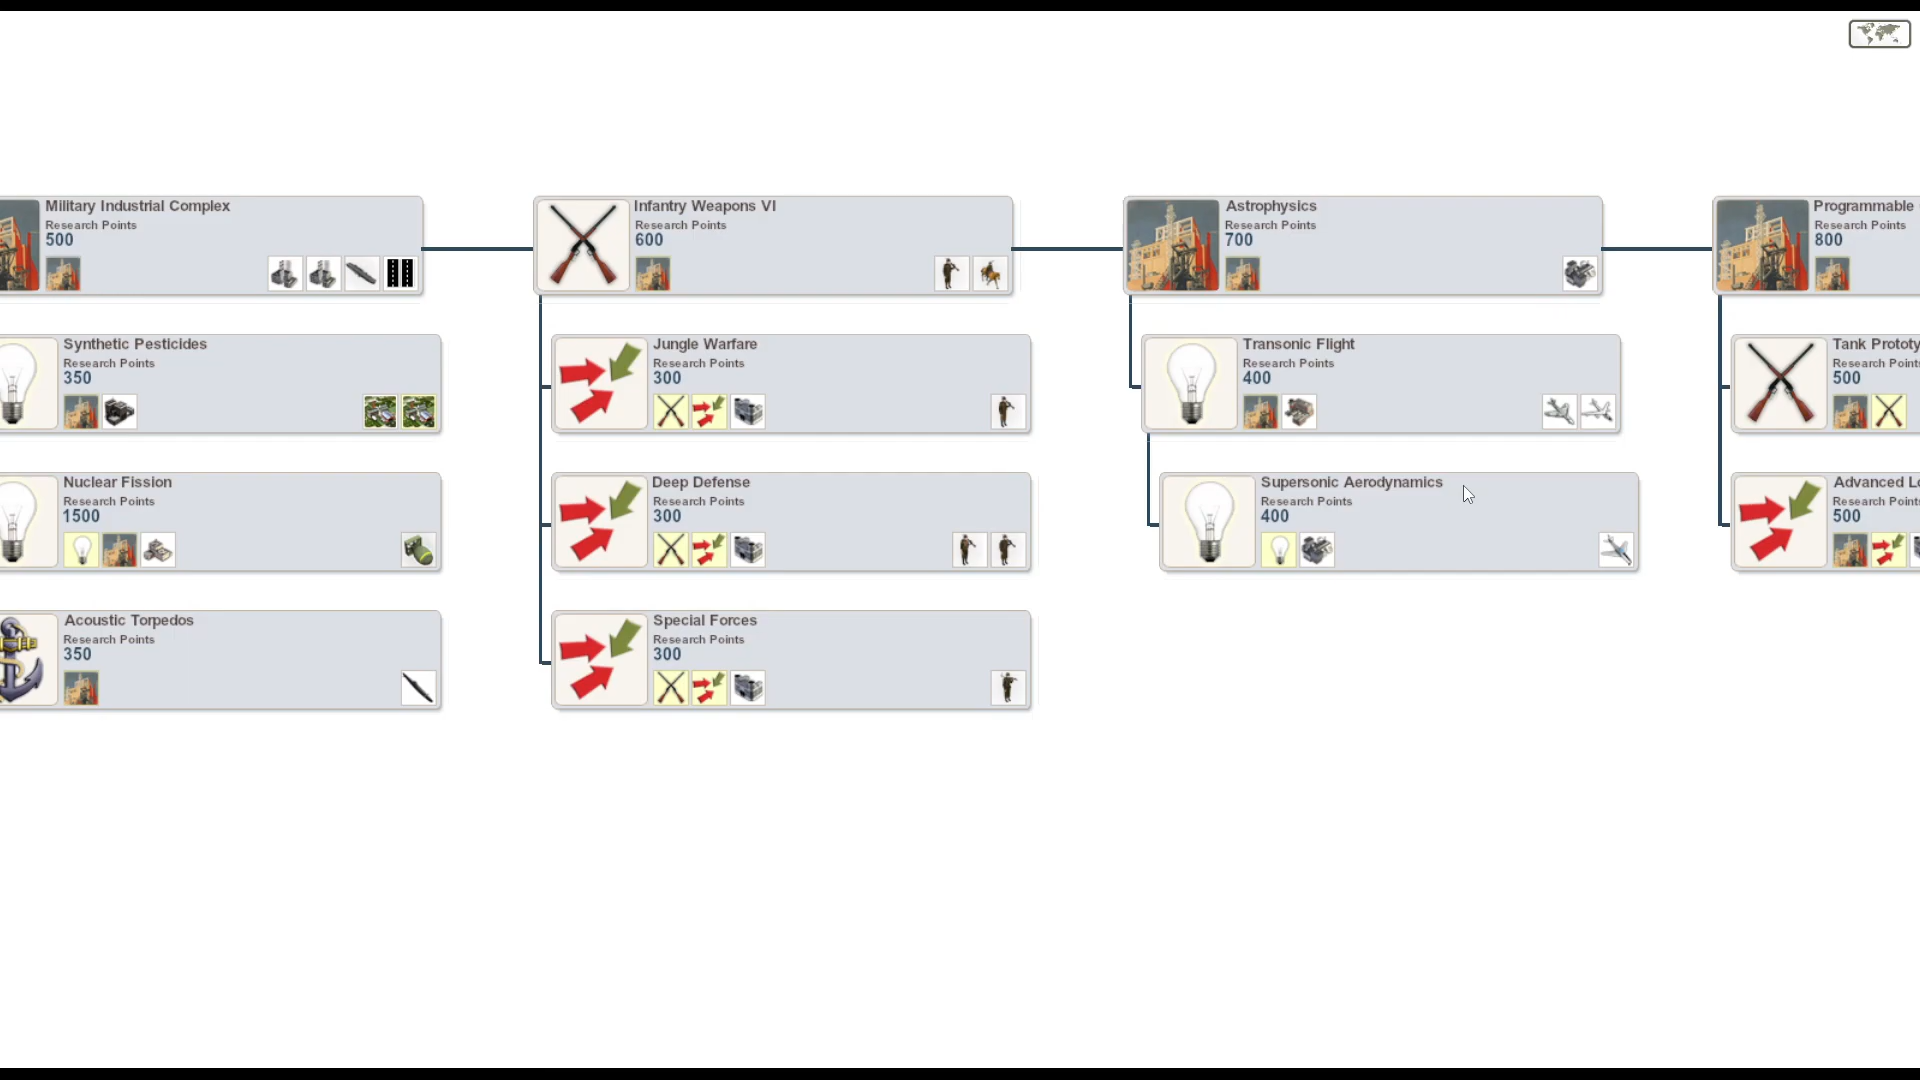 Military Industrial Complex
Research Points
500
Infantry Weapons VI
Research Points
600
Astrophysics
Research Points
700
Programmable
Research Points
800
Synthetic Pesticides
Research Points
350
Jungle Warfare
Research Points
300
Transonic Flight
Research Points
400
Tank Prototy
Research Points
500
Nuclear Fission
Research Points
1500
Deep Defense
Research Points
300
Supersonic Aerodynamics
Research Points
400
Advanced Lo
Research Points
500
Acoustic Torpedos
Research Points
350
Special Forces
Research Points
300